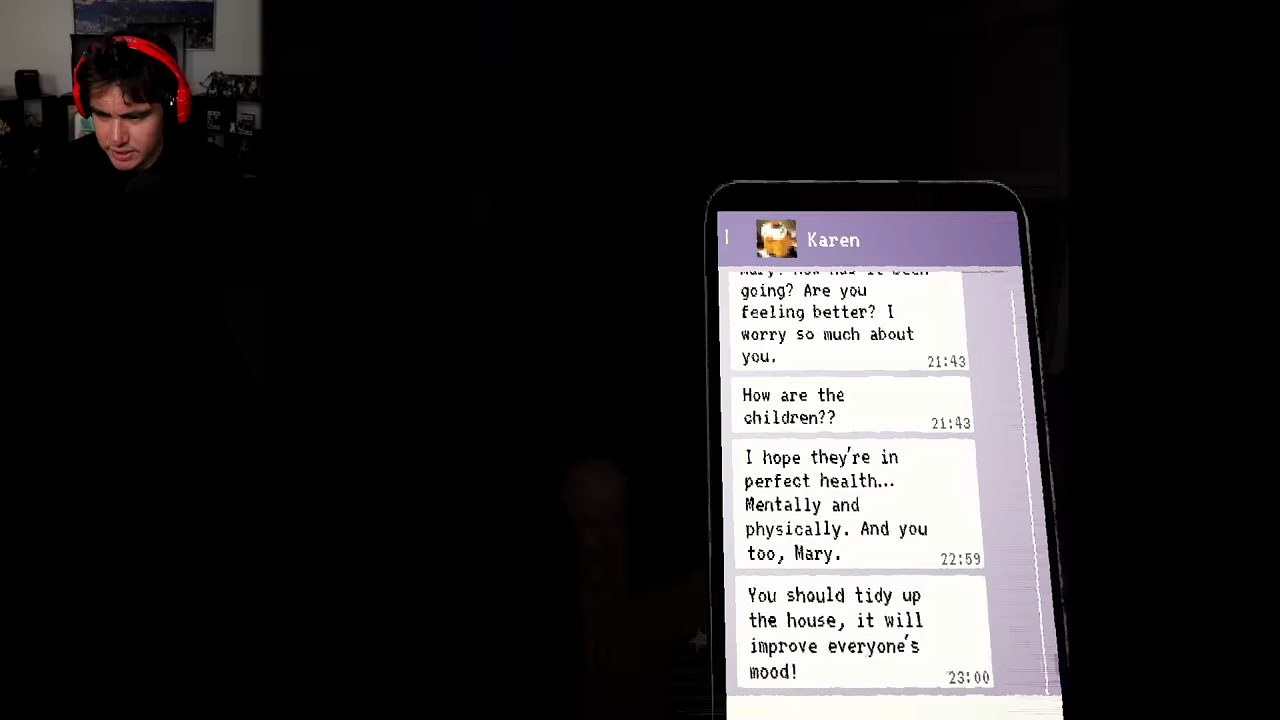 Karen
going? Are you
feeling better? I
worry so much about
you.
21:43
How are the
children??
21:43
I hope they're in
perfect health...
Mentally and
physically. And you
too, Mary.
22:59
You should tidy up
the house, it will
improve everyone's
mood!
23:00